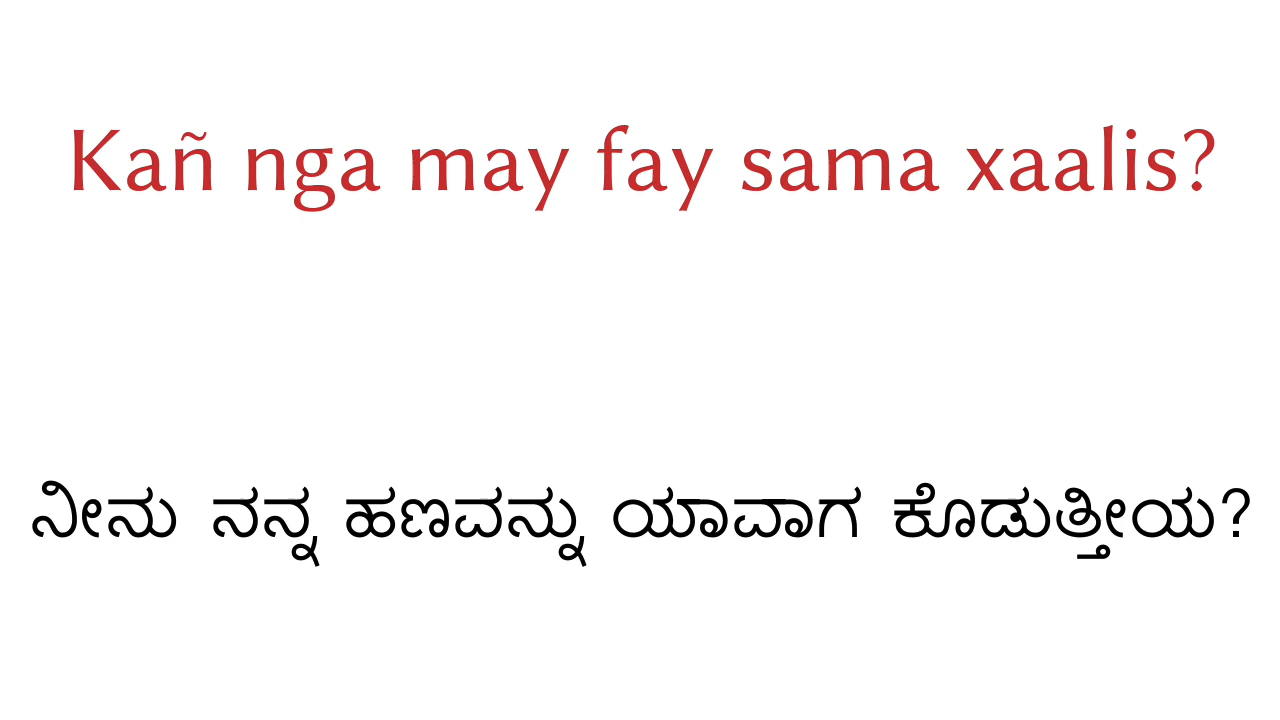 Kañ nga may fay sama xaalis?
ನೀನು ನನ್ನ ಹಣವನ್ನು ಯಾವಾಗ ಕೊಡುತ್ತೀಯ?